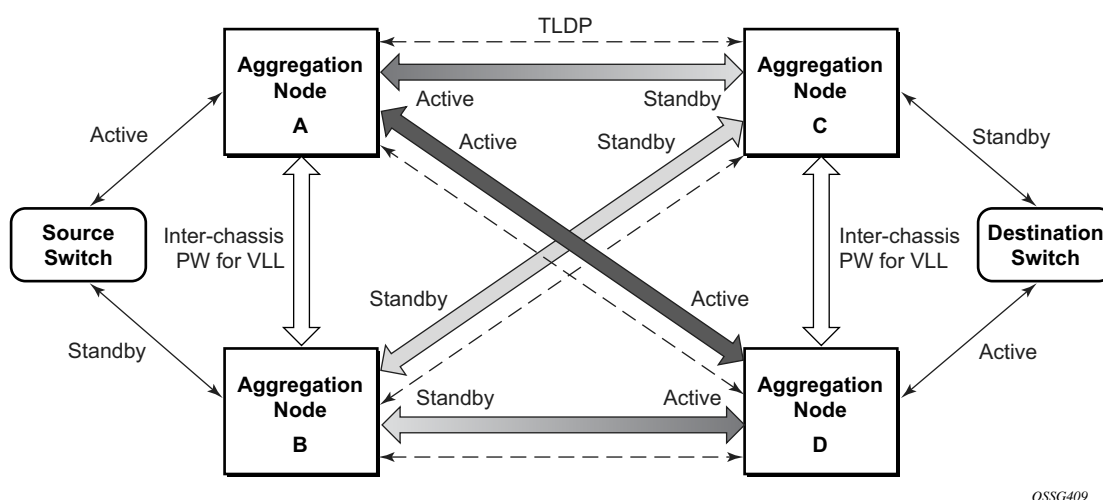 TLDP
Aggregation
Node
A
Aggregation
Node
C
Active
Standby
Active
Standby
Active
Standby
Source
Switch
Inter-chassis
PW for VLL
Inter-chassis
PW for VLL
Destination
Switch
Standby
Active
Standby
Active
Aggregation
Node
B
Standby
Active
Aggregation
Node
D
OSSG409